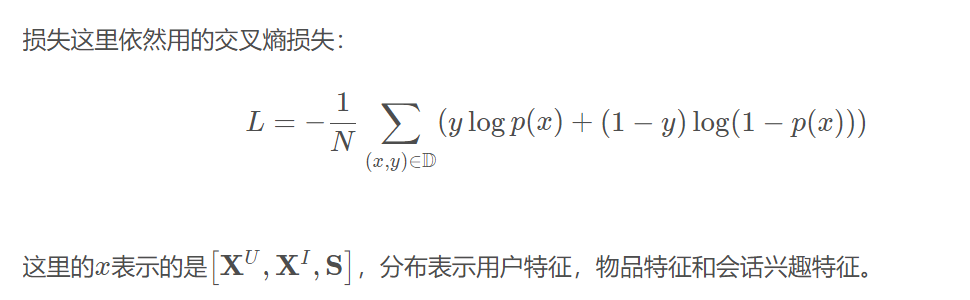 损失这里依然用的交叉熵损失：
L = −\frac{1}{N} \sum_{(x,y)∈𝔻} (y log p(x) + (1 − y) log(1 − p(x)))
这里的x表示的是[𝐗^U, 𝐗^I, 𝐒]，分布表示用户特征，物品特征和会话兴趣特征。